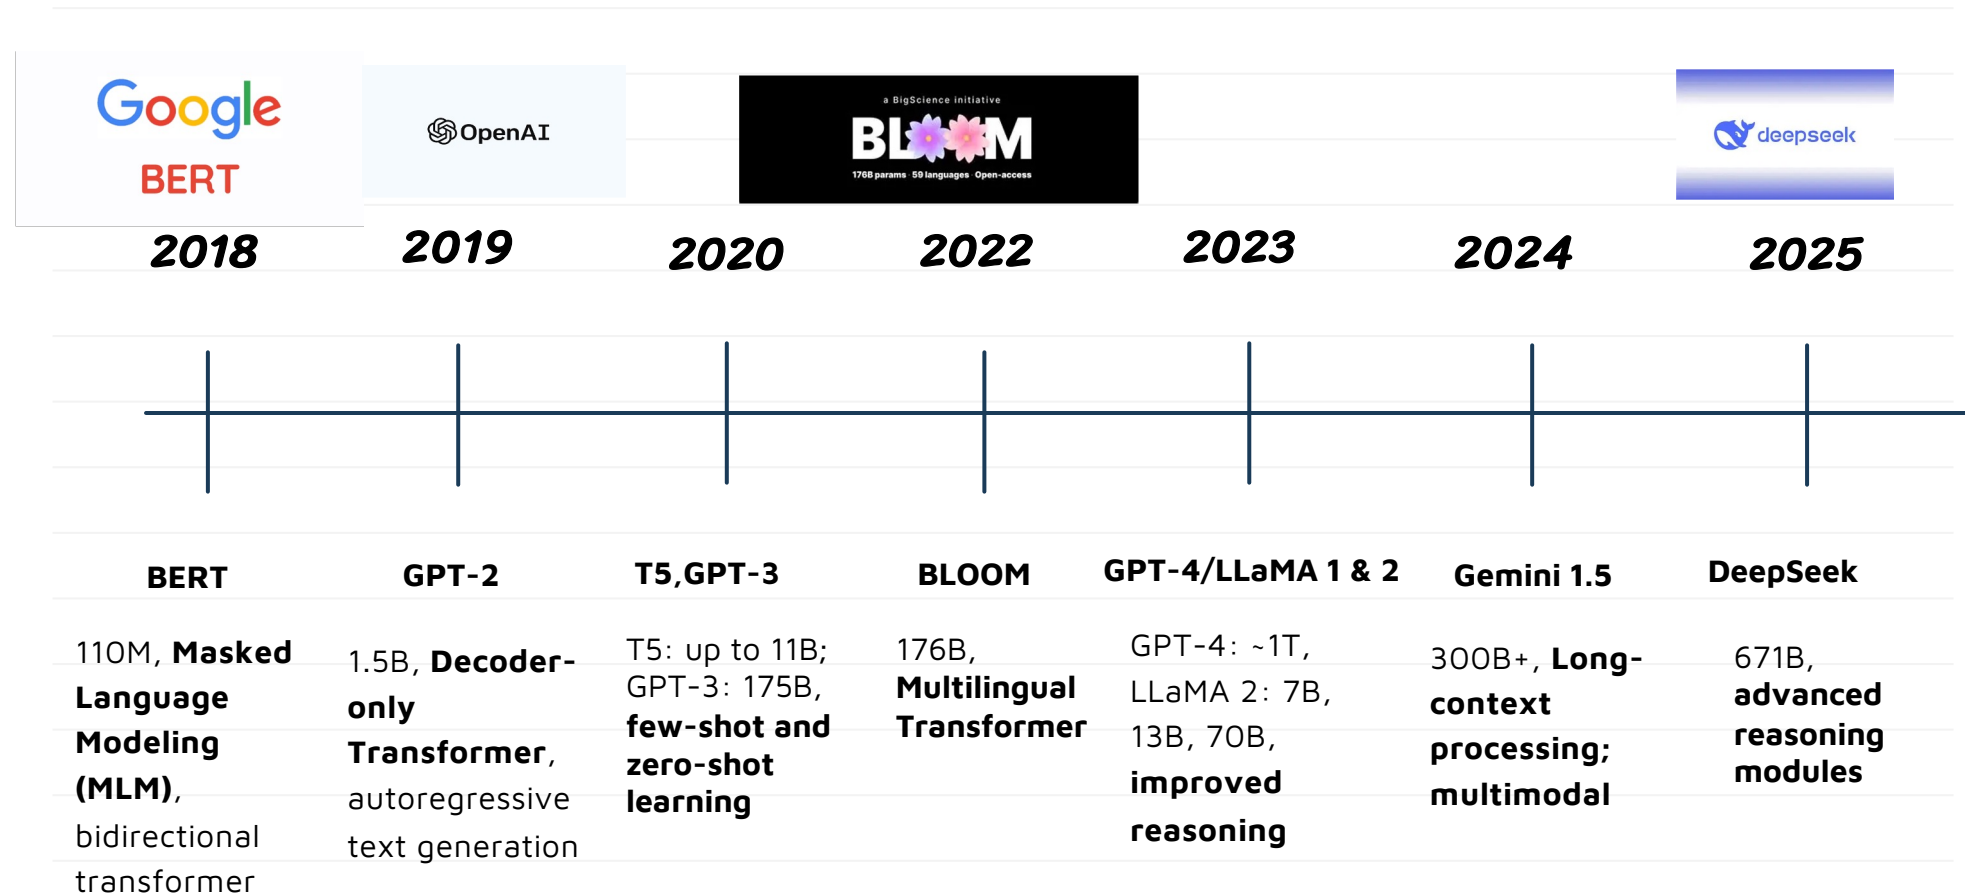 Google
BERT
OpenAI
a BigScience initiative
BLOOM
176B params · 59 languages · Open-access
deepseek
2018
2019
2020
2022
2023
2024
2025
BERT
GPT-2
T5,GPT-3
BLOOM
GPT-4/LLaMA 1 & 2
Gemini 1.5
DeepSeek
110M, Masked
Language
Modeling
(MLM),
bidirectional
transformer
1.5B, Decoder-
only
Transformer,
autoregressive
text generation
T5: up to 11B;
GPT-3: 175B,
few-shot and
zero-shot
learning
176B,
Multilingual
Transformer
GPT-4: ~1T,
LLaMA 2: 7B,
13B, 70B,
improved
reasoning
300B+, Long-
context
processing;
multimodal
671B,
advanced
reasoning
modules